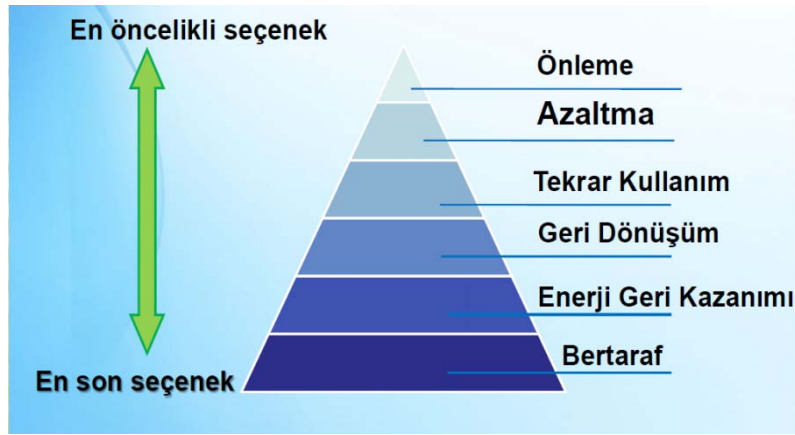 En öncelikli seçenek
Önleme
Azaltma
Tekrar Kullanım
Geri Dönüşüm
Enerji Geri Kazanımı
Bertaraf
En son seçenek